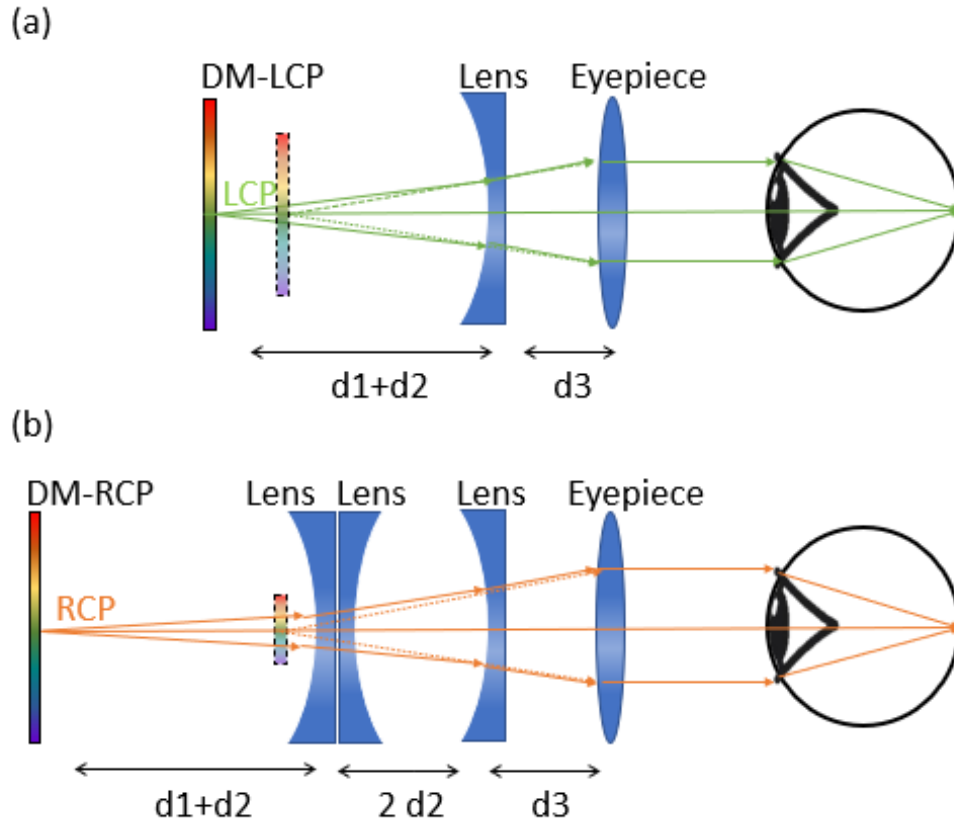 (a)
DM-LCP Lens Eyepiece
LCP
d1+d2 d3
(b)
DM-RCP Lens Lens Lens Eyepiece
RCP
d1+d2 2 d2 d3